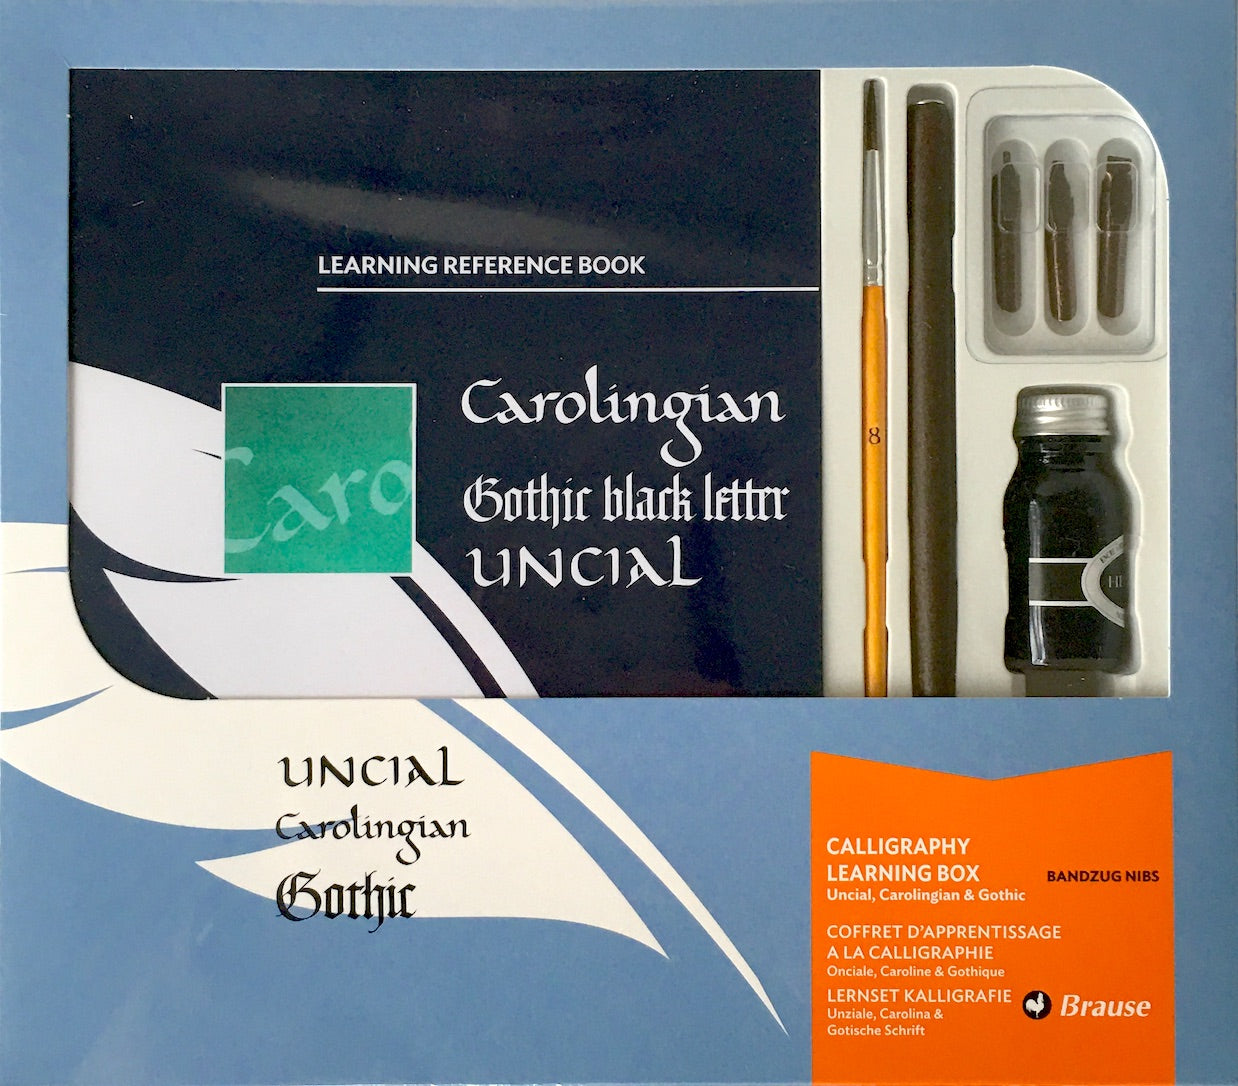 LEARNING REFERENCE BOOK
Carolingian
Caro
Gothic black letter
UNCIAL
8
UNCIAL
Carolingian
Gothic
CALLIGRAPHY
LEARNING BOX
Uncial, Carolingian & Gothic
BANDZUG NIBS
COFFRET D'APPRENTISSAGE
A LA CALLIGRAPHIE
Onciale, Caroline & Gothique
LERNSET KALLIGRAFIE
Unziale, Carolina &
Gotische Schrift
Brause